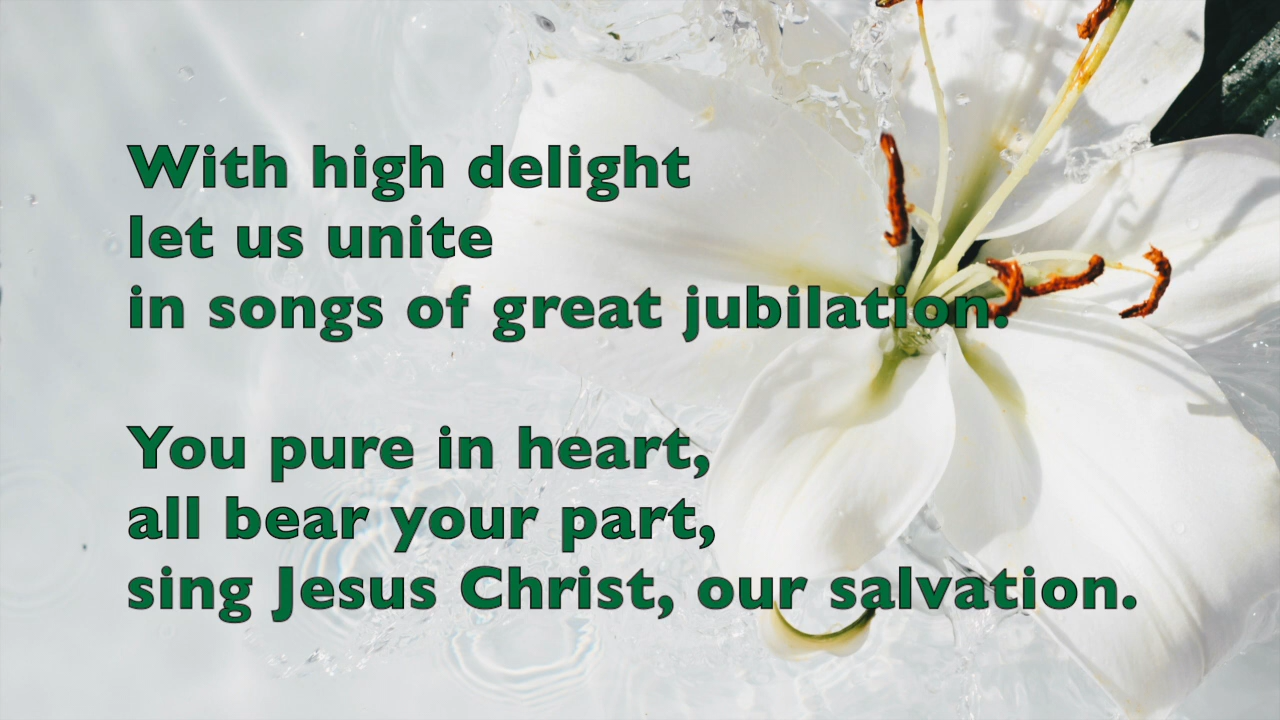 With high delight
let us unite
in songs of great jubilation.
You pure in heart,
all bear your part,
sing Jesus Christ, our salvation.